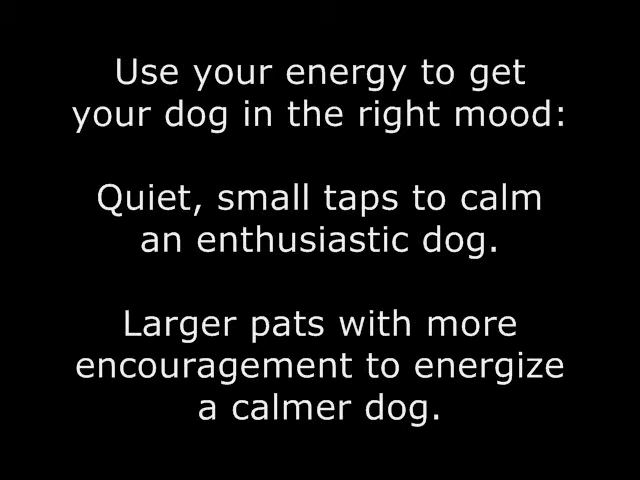 Use your energy to get
your dog in the right mood:
Quiet, small taps to calm
an enthusiastic dog.
Larger pats with more
encouragement to energize
a calmer dog.